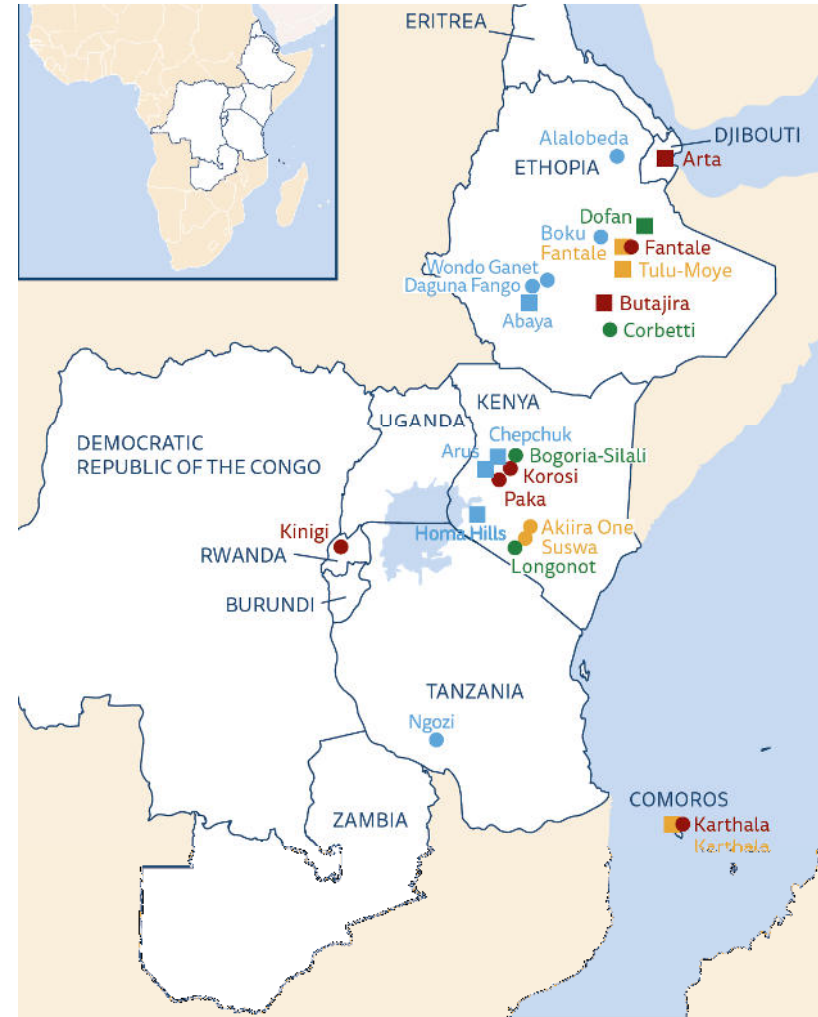 ERITREA
DJIBOUTI
Alalobeda
ETHOPIA
Arta
Dofan
Boku
Fantale
Fantale
Wondo Ganet
Tulu-Moye
Daguna Fango
Butajira
Abaya
Corbetti
KENYA
UGANDA
Chepchuk
DEMOCRATIC
REPUBLIC OF THE CONGO
Arus
Bogoria-Silali
Korosi
Paka
Kinigi
Homa Hills
Akiira One
Suswa
RWANDA
Longonot
BURUNDI
TANZANIA
Ngozi
COMOROS
ZAMBIA
Karthala
Karthala